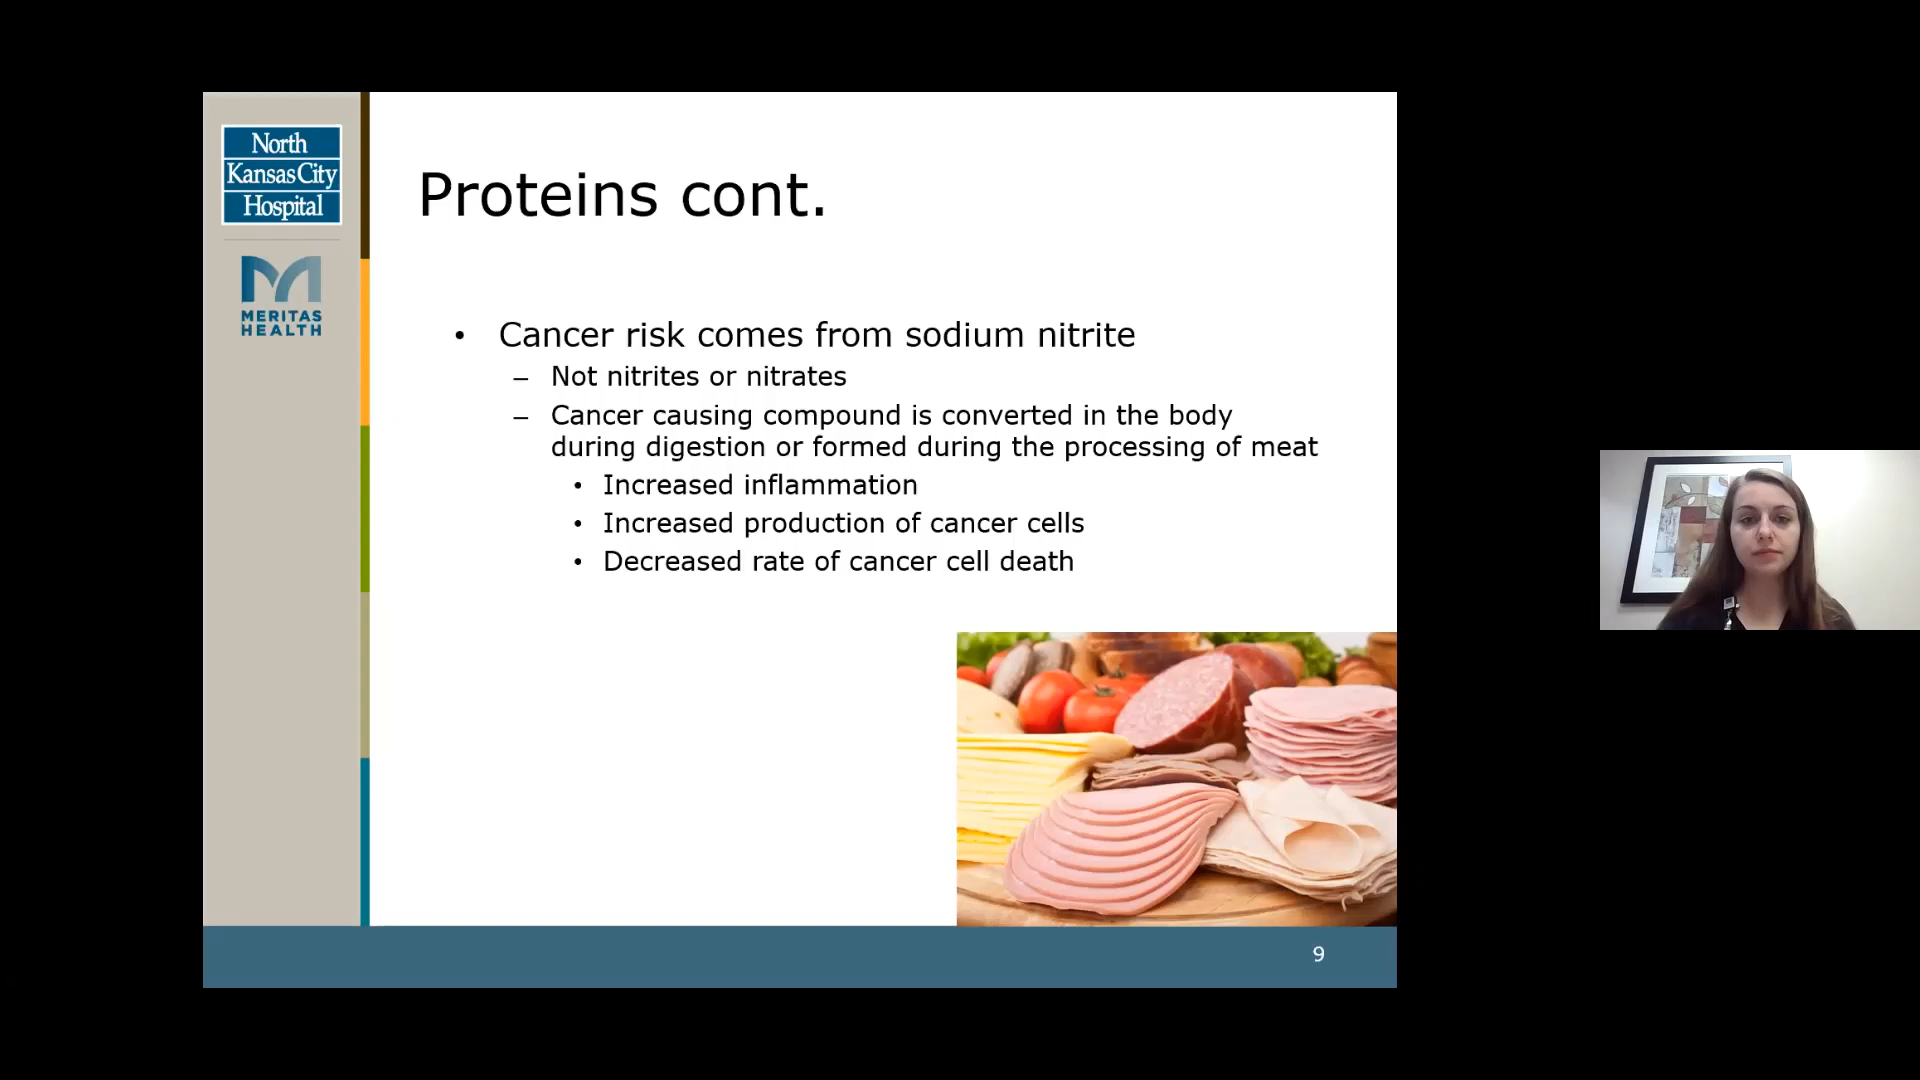 North
Kansas City
Hospital
MERITAS
HEALTH
Proteins cont.
• Cancer risk comes from sodium nitrite
– Not nitrites or nitrates
– Cancer causing compound is converted in the body
during digestion or formed during the processing of meat
• Increased inflammation
• Increased production of cancer cells
• Decreased rate of cancer cell death
9